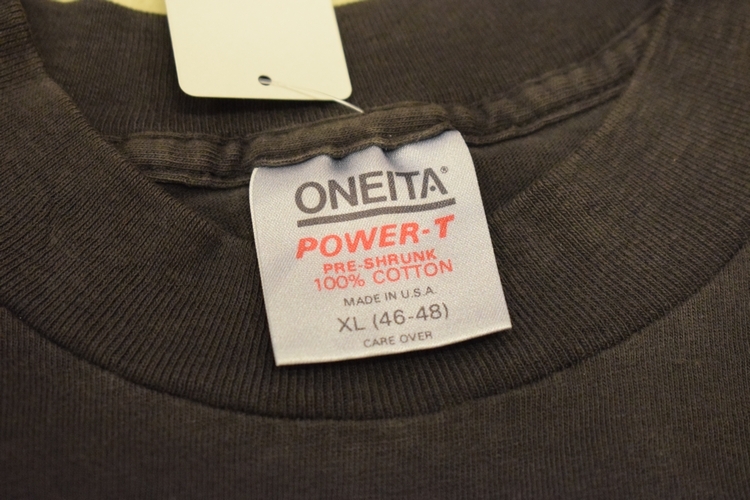 ONEITA®
POWER-T
PRE-SHRUNK
100% COTTON
MADE IN U.S.A.
XL (46-48)
CARE OVER